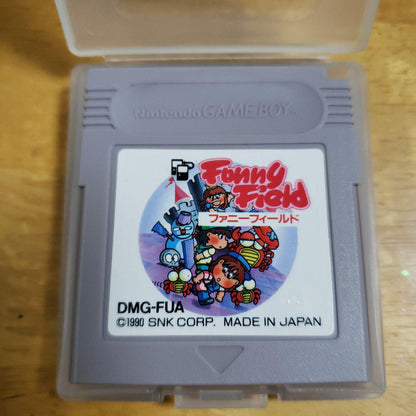 Nintendo GAME BOY
Funny
Field
ファニーフィールド
DMG-FUA
©1990 SNK CORP. MADE IN JAPAN